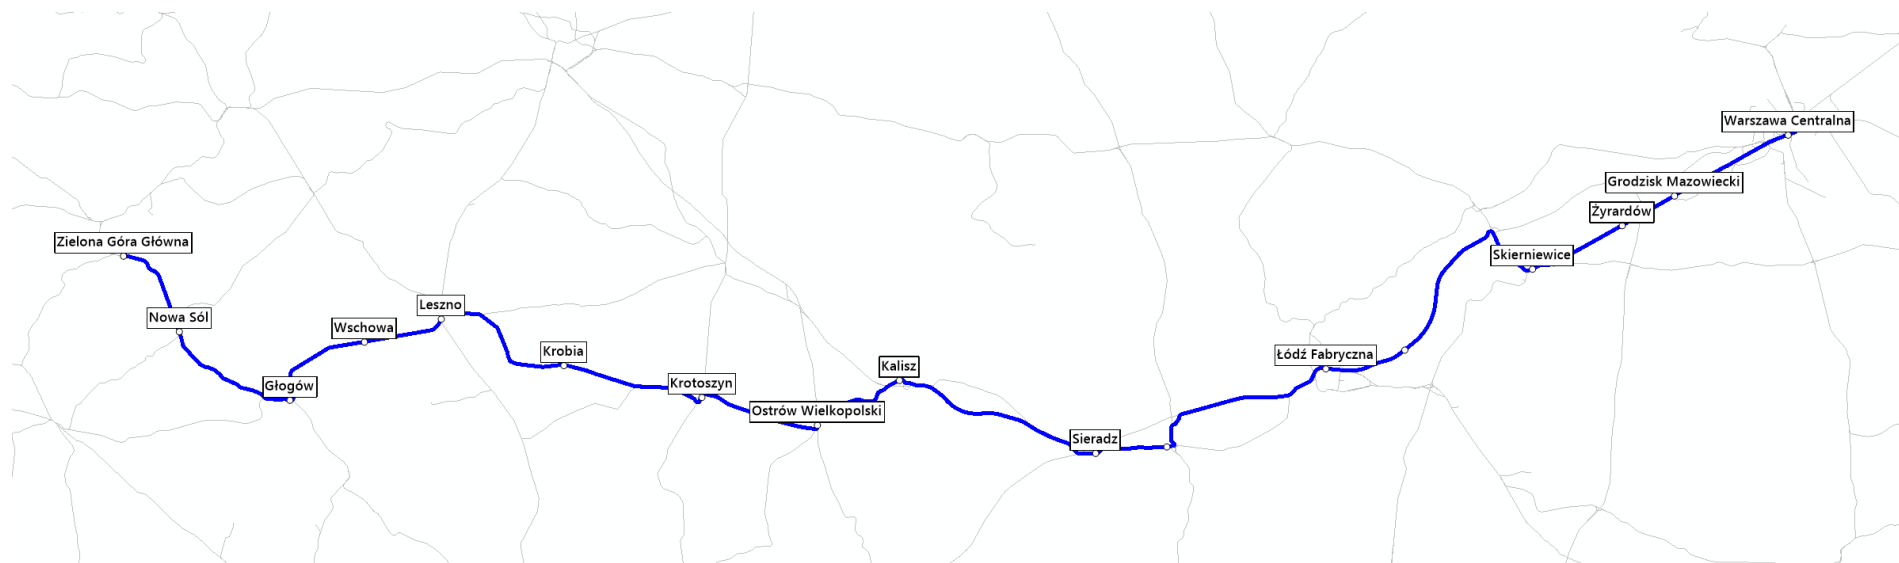 Warszawa Centralna
Grodzisk Mazowiecki
Żyrardów
Zielona Góra Główna
Skierniewice
Leszno
Nowa Sól
Wschowa
Krobia
Łódź Fabryczna
Kalisz
Krotoszyn
Głogów
Ostrów Wielkopolski
Sieradz